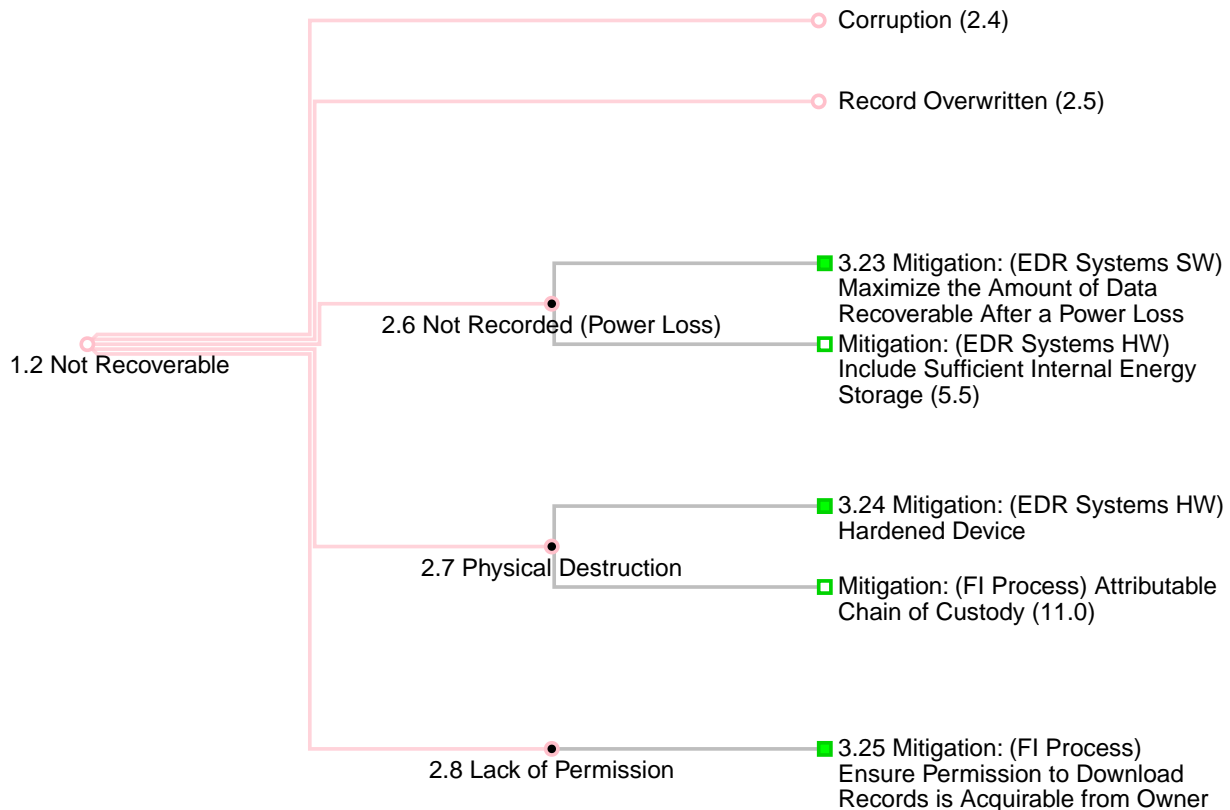 Corruption (2.4)
Record Overwritten (2.5)
3.23 Mitigation: (EDR Systems SW)
Maximize the Amount of Data
Recoverable After a Power Loss
2.6 Not Recorded (Power Loss)
Mitigation: (EDR Systems HW)
Include Sufficient Internal Energy
Storage (5.5)
1.2 Not Recoverable
3.24 Mitigation: (EDR Systems HW)
Hardened Device
2.7 Physical Destruction
Mitigation: (FI Process) Attributable
Chain of Custody (11.0)
2.8 Lack of Permission
3.25 Mitigation: (FI Process)
Ensure Permission to Download
Records is Acquirable from Owner